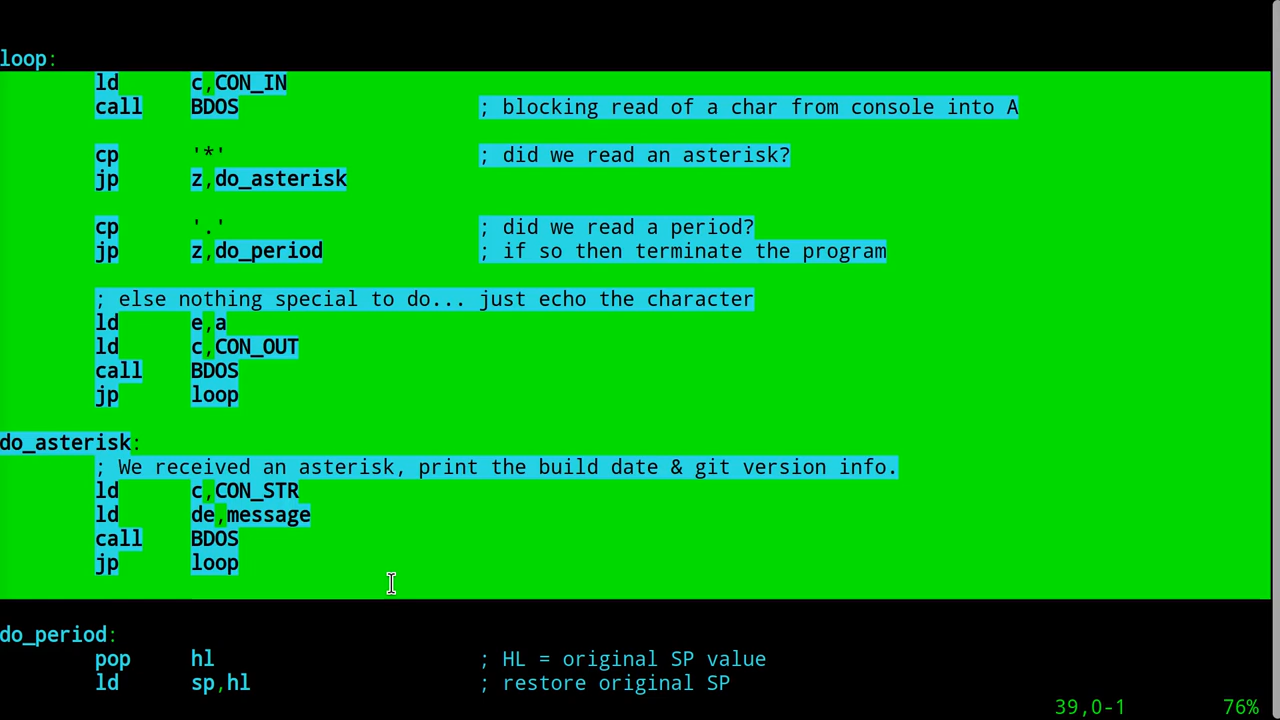 loop:
ld c,CON_IN
call BDOS ; blocking read of a char from console into A
cp '*' ; did we read an asterisk?
jp z,do_asterisk
cp '.' ; did we read a period?
jp z,do_period ; if so then terminate the program
; else nothing special to do... just echo the character
ld e,a
ld c,CON_OUT
call BDOS
jp loop
do_asterisk:
; We received an asterisk, print the build date & git version info.
ld c,CON_STR
ld de,message
call BDOS
jp loop
do_period:
pop hl ; HL = original SP value
ld sp,hl ; restore original SP
39,0-1 76%